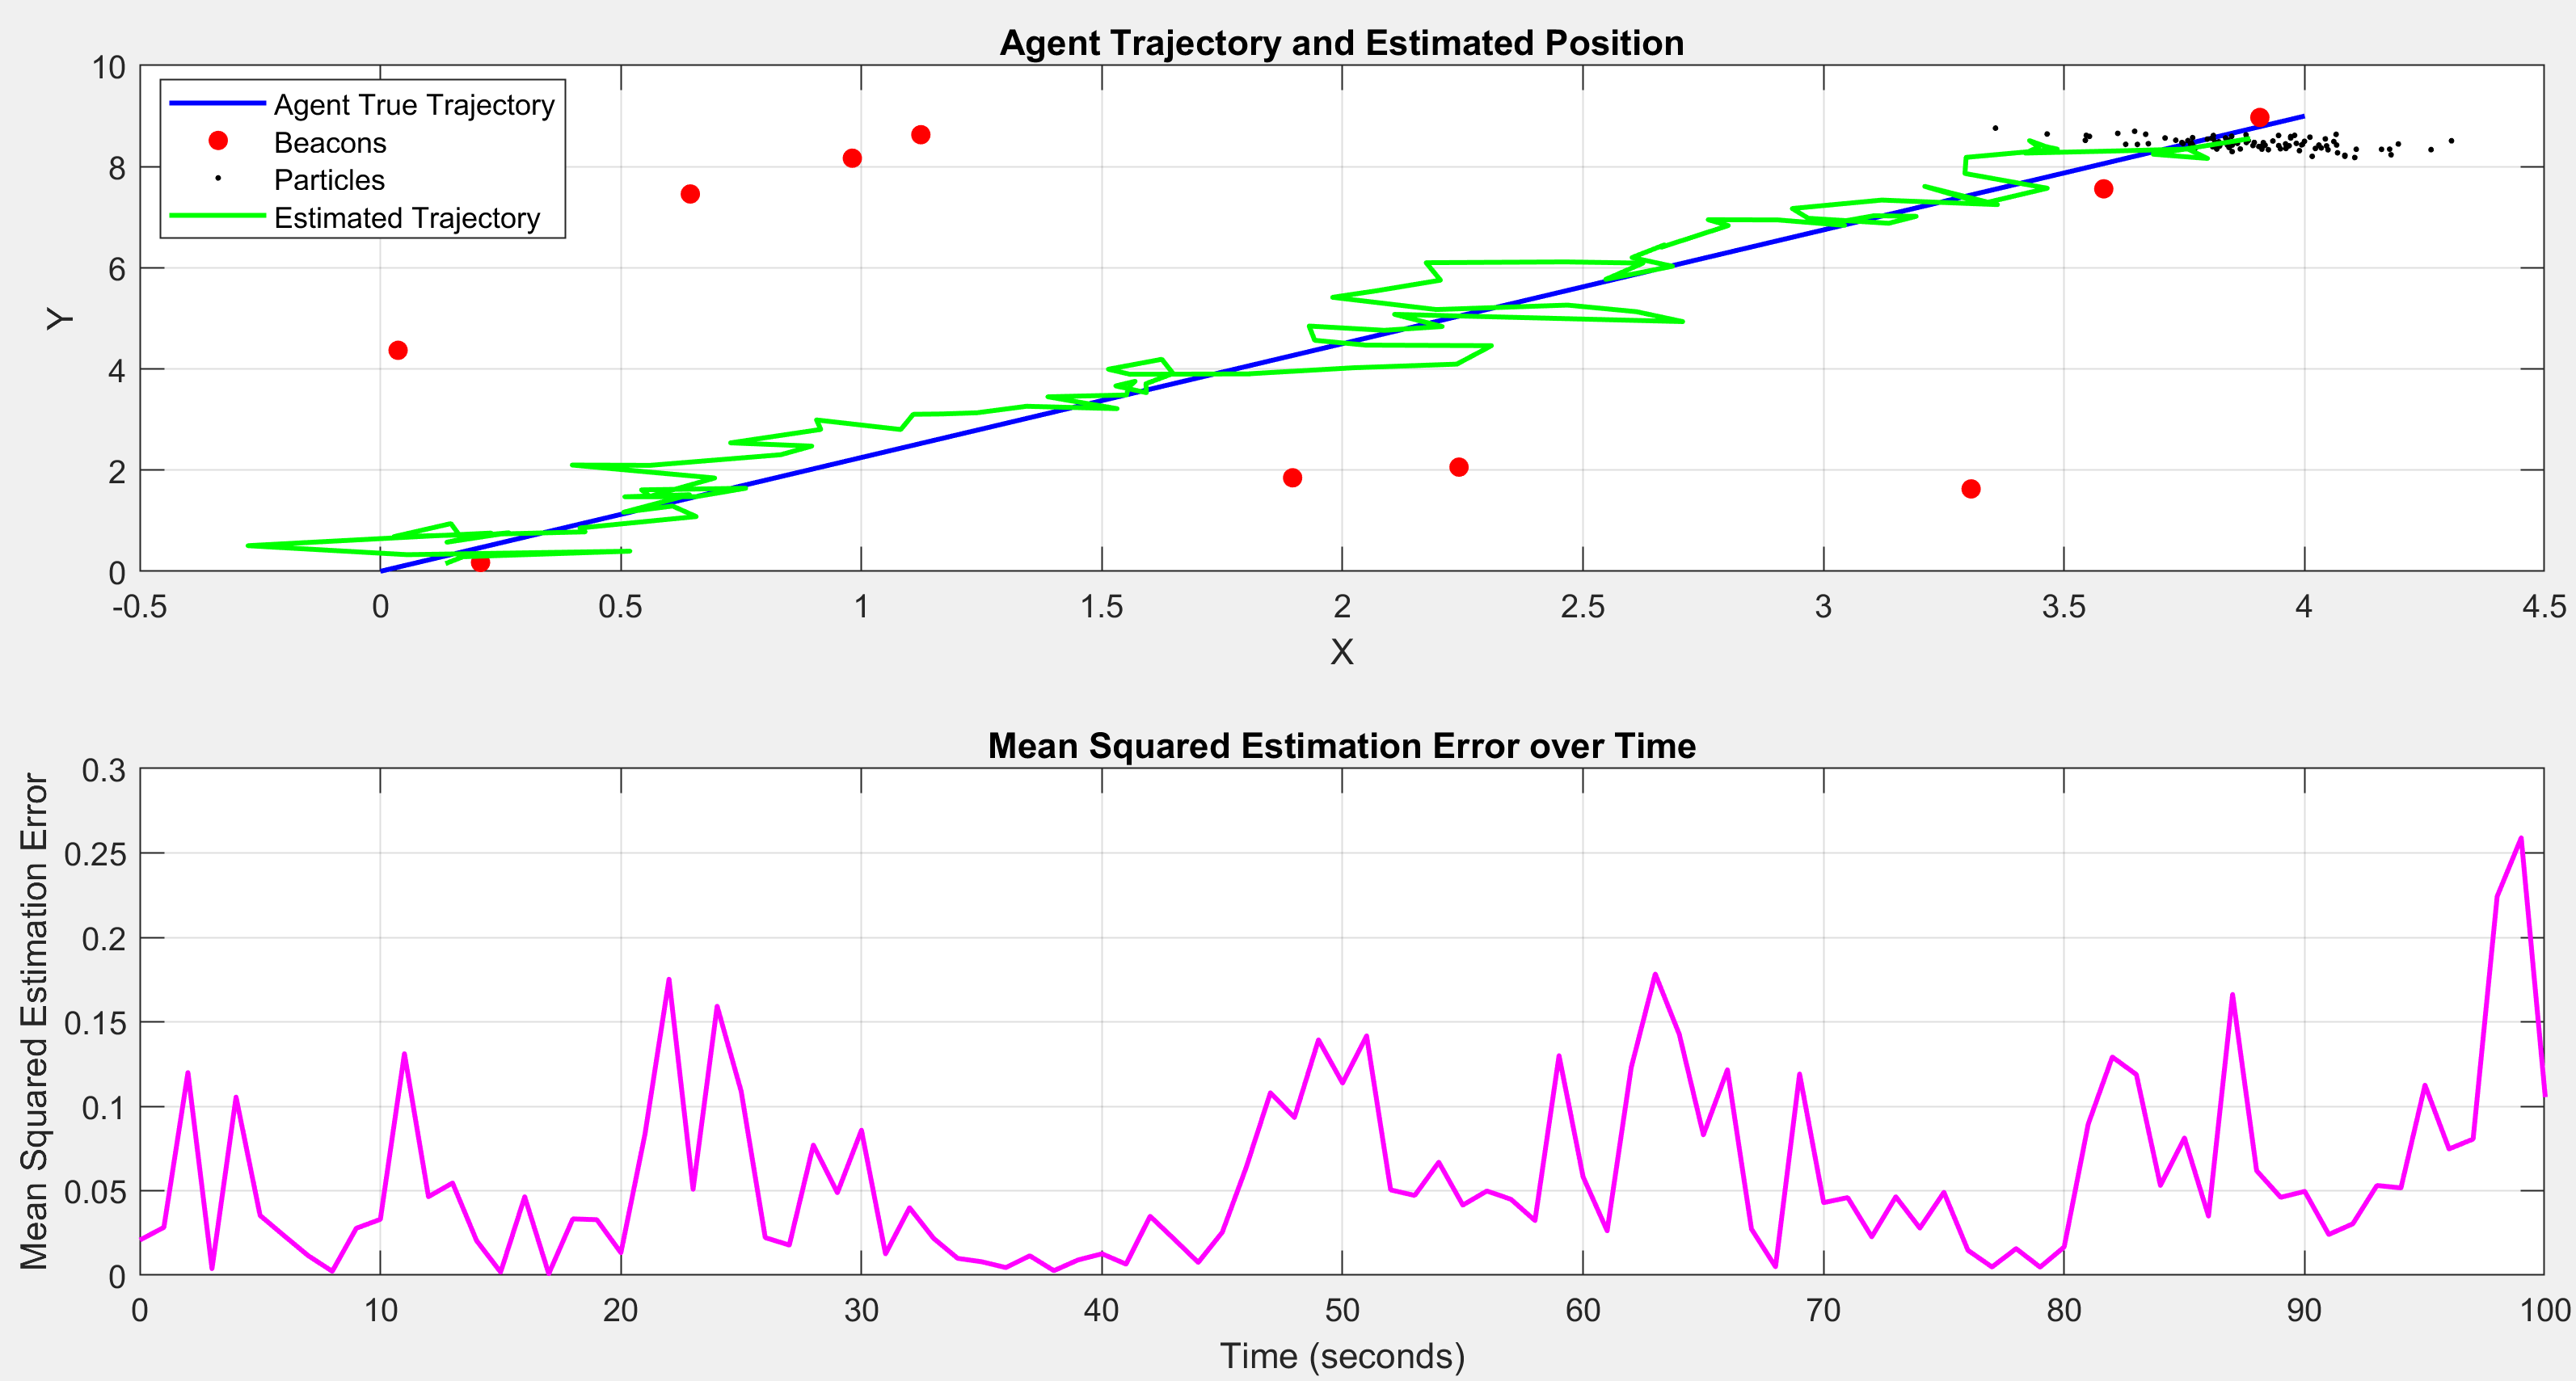 Agent Trajectory and Estimated Position
10
8
6
4
2
0
Y
Agent True Trajectory
Beacons
Particles
Estimated Trajectory
-0.5 0 0.5 1 1.5 2 2.5 3 3.5 4 4.5
X
Mean Squared Estimation Error over Time
0.3
0.25
0.2
0.15
0.1
0.05
0
Mean Squared Estimation Error
0 10 20 30 40 50 60 70 80 90 100
Time (seconds)